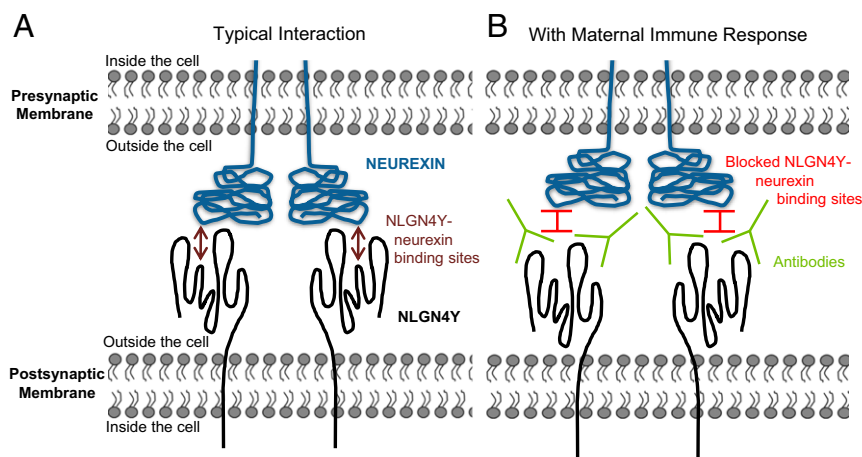 A
Typical Interaction
Inside the cell
Presynaptic
Membrane
Outside the cell
NEUREXIN
NLGN4Y-
neurexin
binding sites
NLGN4Y
Outside the cell
Postsynaptic
Membrane
Inside the cell
B
With Maternal Immune Response
Blocked NLGN4Y-
neurexin
binding sites
Antibodies